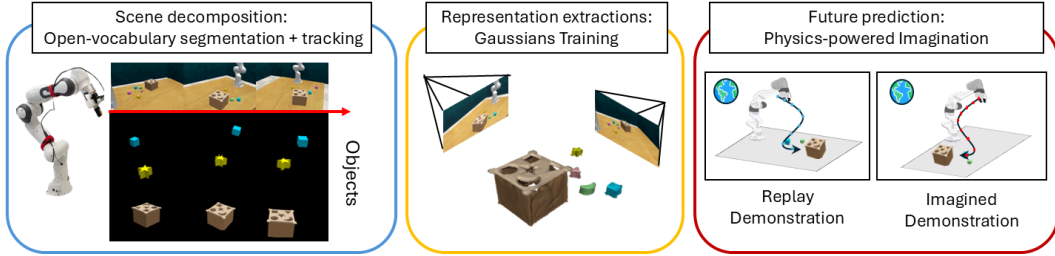 Scene decomposition:
Open-vocabulary segmentation + tracking
Objects
Representation extractions:
Gaussians Training
Future prediction:
Physics-powered Imagination
Replay
Demonstration
Imagined
Demonstration